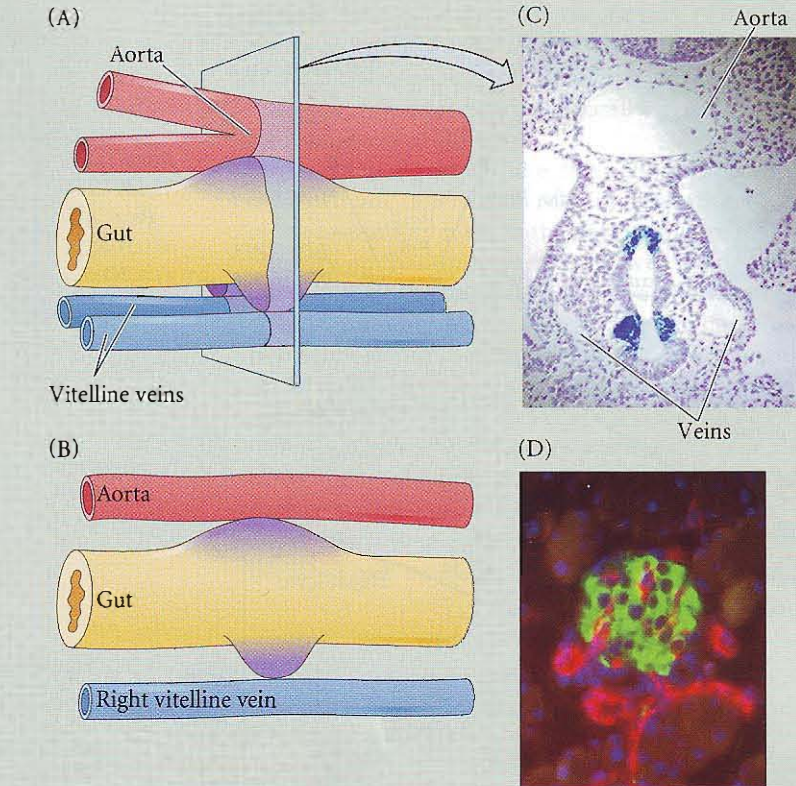 (A)
Aorta
Gut
Vitelline veins
(B)
Aorta
Gut
Right vitelline vein
(C)
Aorta
Veins
(D)